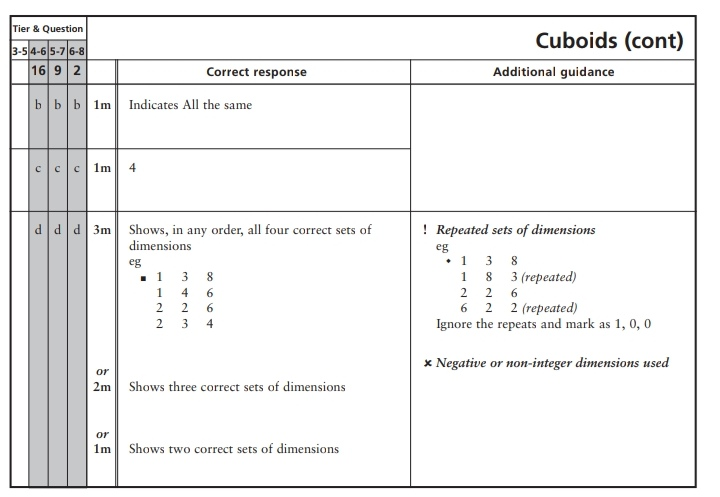 Tier & Question
Cuboids (cont)
3-5 4-6 5-7 6-8
16 9 2
Correct response
Additional guidance
b b b 1m Indicates All the same
c c c 1m 4
d d d 3m Shows, in any order, all four correct sets of
dimensions
eg
■ 1 3 8
1 4 6
2 2 6
2 3 4
! Repeated sets of dimensions
eg
◆ 1 3 8
1 8 3 (repeated)
2 2 6
6 2 2 (repeated)
Ignore the repeats and mark as 1, 0, 0
✖ Negative or non-integer dimensions used
or
2m Shows three correct sets of dimensions
or
1m Shows two correct sets of dimensions